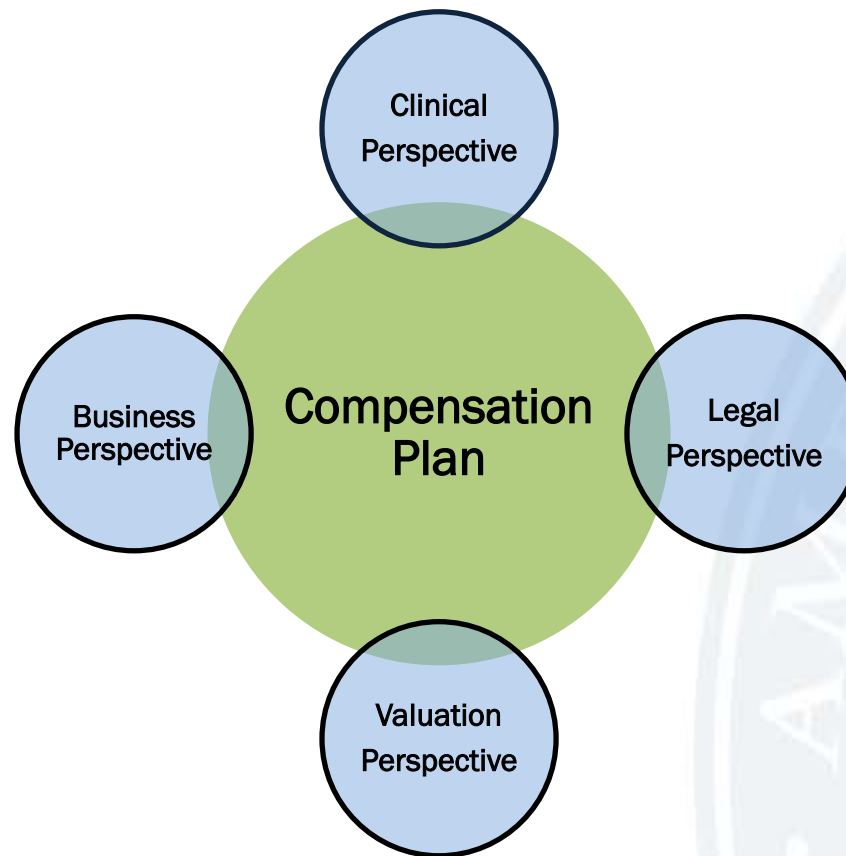 Clinical
Perspective
Business
Perspective
Compensation
Plan
Legal
Perspective
Valuation
Perspective